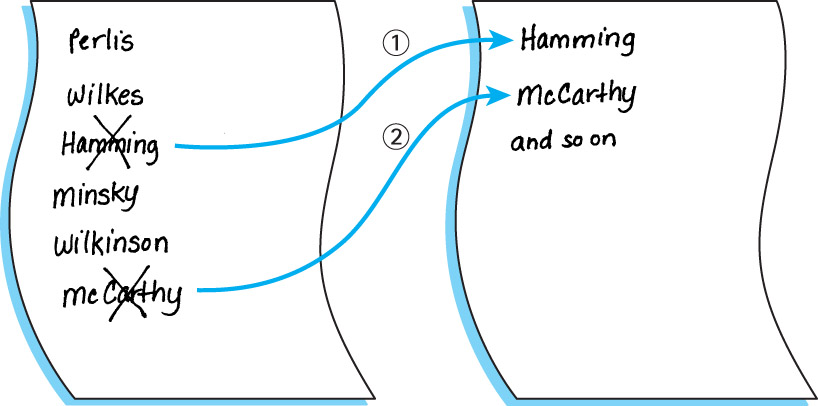 Perlis
Wilkes
Hamming
Minsky
Wilkinson
McCarthy
①
②
Hamming
McCarthy
and so on